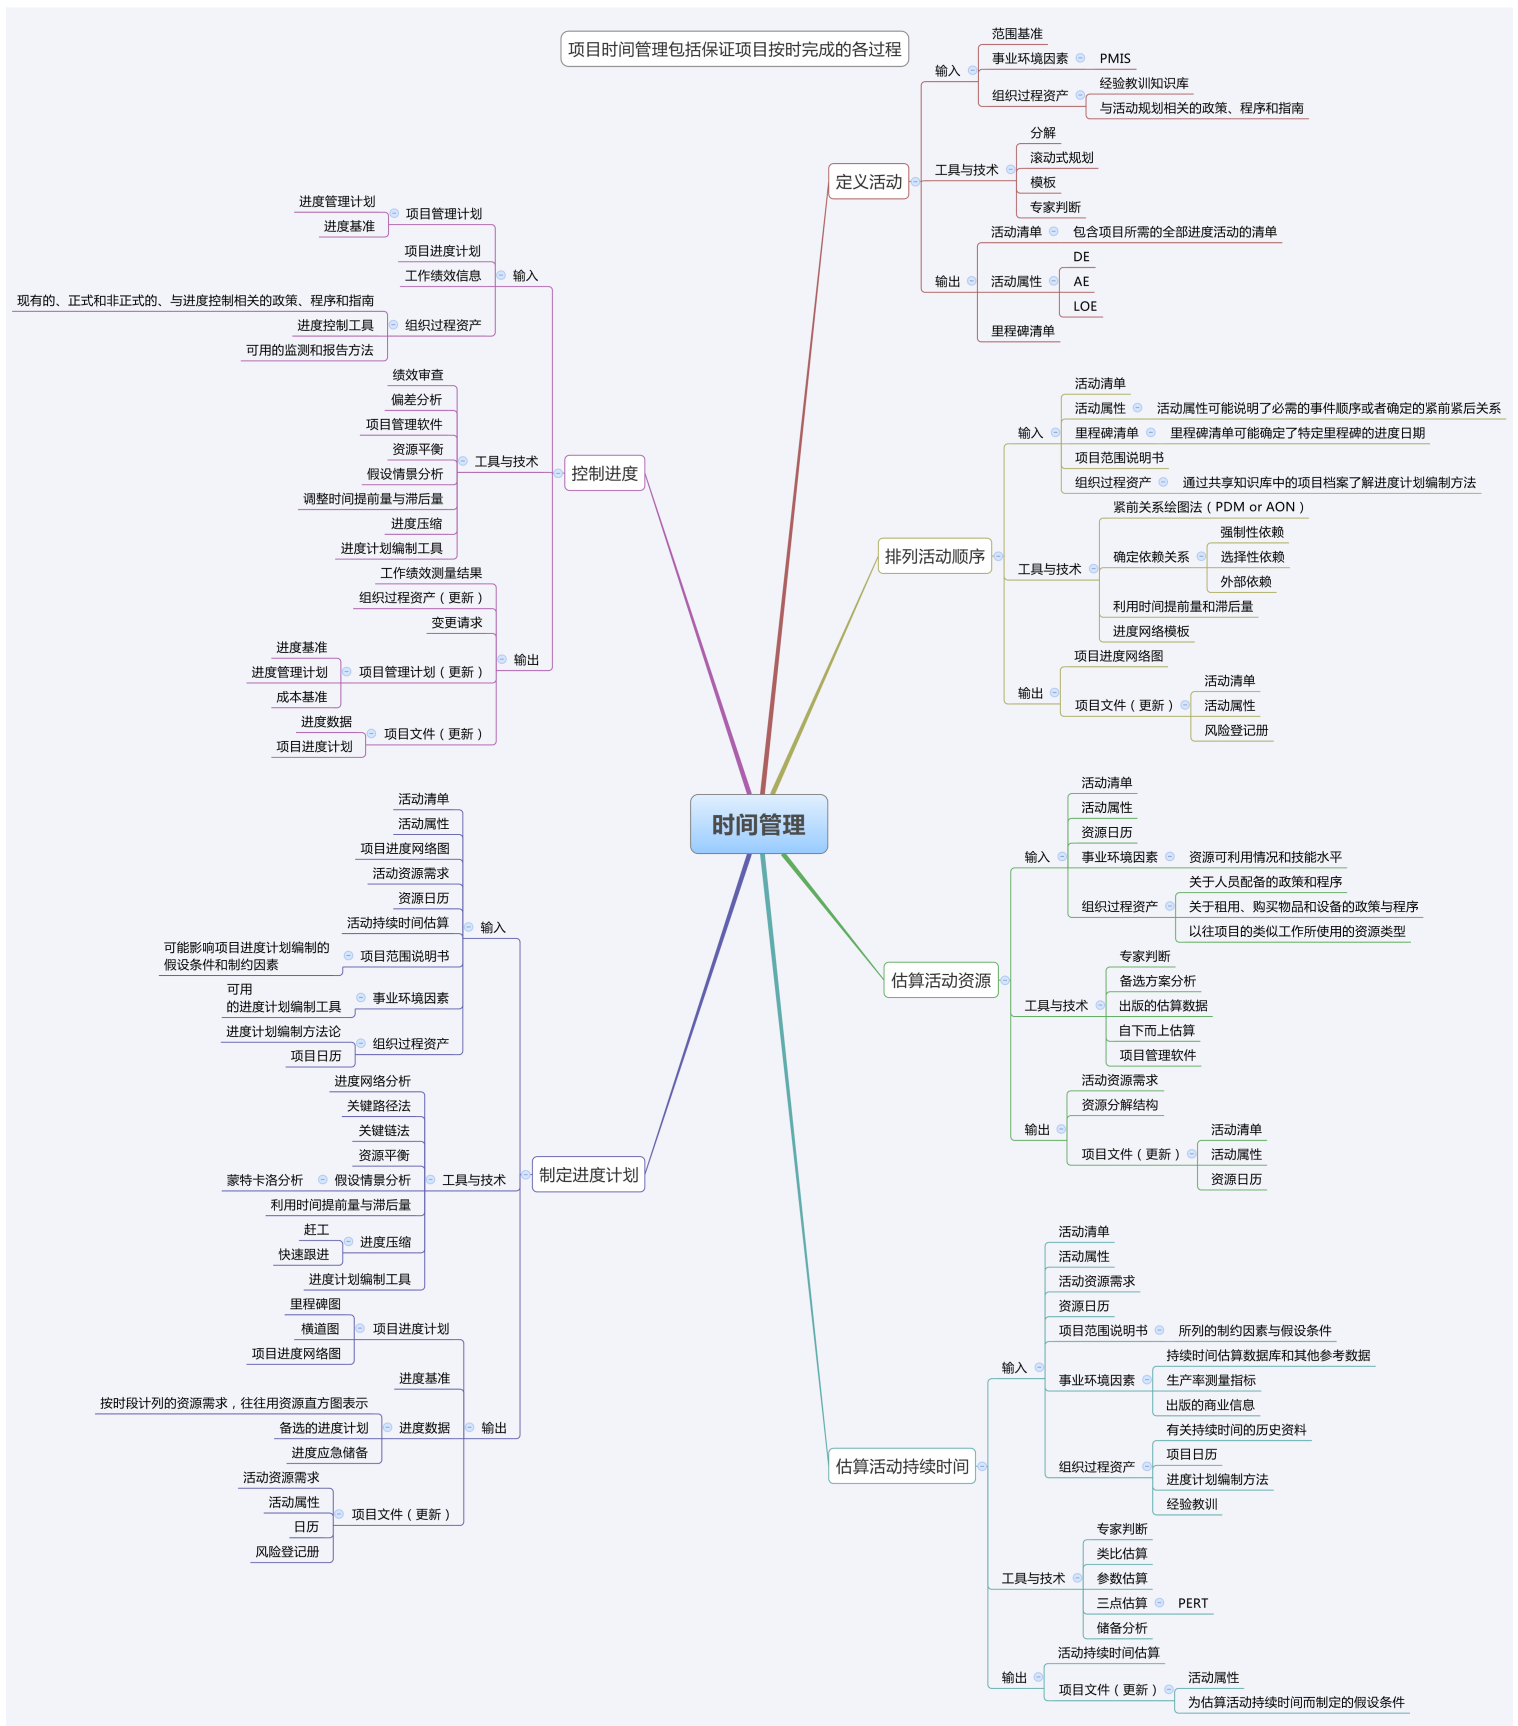 项目时间管理包括保证项目按时完成的各过程
时间管理
定义活动
输入
范围基准
事业环境因素
PMIS
组织过程资产
经验教训知识库
与活动规划相关的政策、程序和指南
工具与技术
分解
滚动式规划
模板
专家判断
输出
活动清单
包含项目所需的全部进度活动的清单
活动属性
DE
AE
LOE
里程碑清单
排列活动顺序
输入
活动清单
活动属性
活动属性可能说明了必需的事件顺序或者确定的紧前紧后关系
里程碑清单
里程碑清单可能确定了特定里程碑的进度日期
项目范围说明书
组织过程资产
通过共享知识库中的项目档案了解进度计划编制方法
工具与技术
紧前关系绘图法（PDM or AON）
确定依赖关系
强制性依赖
选择性依赖
外部依赖
利用时间提前量和滞后量
进度网络模板
输出
项目进度网络图
项目文件（更新）
活动清单
活动属性
风险登记册
估算活动资源
输入
活动清单
活动属性
资源日历
事业环境因素
资源可利用情况和技能水平
组织过程资产
关于人员配备的政策和程序
关于租用、购买物品和设备的政策与程序
以往项目的类似工作所使用的资源类型
工具与技术
专家判断
备选方案分析
出版的估算数据
自下而上估算
项目管理软件
输出
活动资源需求
资源分解结构
项目文件（更新）
活动清单
活动属性
资源日历
估算活动持续时间
输入
活动清单
活动属性
活动资源需求
资源日历
项目范围说明书
所列的制约因素与假设条件
事业环境因素
持续时间估算数据库和其他参考数据
生产率测量指标
出版的商业信息
组织过程资产
有关持续时间的历史资料
项目日历
进度计划编制方法
经验教训
工具与技术
专家判断
类比估算
参数估算
三点估算
PERT
储备分析
输出
活动持续时间估算
项目文件（更新）
活动属性
为估算活动持续时间而制定的假设条件
控制进度
输入
项目管理计划
进度管理计划
进度基准
项目进度计划
工作绩效信息
组织过程资产
现有的、正式和非正式的、与进度控制相关的政策、程序和指南
进度控制工具
可用的监测和报告方法
工具与技术
绩效审查
偏差分析
项目管理软件
资源平衡
假设情景分析
调整时间提前量与滞后量
进度压缩
进度计划编制工具
输出
工作绩效测量结果
组织过程资产（更新）
变更请求
项目管理计划（更新）
进度基准
进度管理计划
成本基准
项目文件（更新）
进度数据
项目进度计划
制定进度计划
输入
活动清单
活动属性
项目进度网络图
活动资源需求
资源日历
活动持续时间估算
项目范围说明书
可能影响项目进度计划编制的
假设条件和制约因素
事业环境因素
可用
的进度计划编制工具
组织过程资产
进度计划编制方法论
项目日历
工具与技术
进度网络分析
关键路径法
关键链法
资源平衡
假设情景分析
蒙特卡洛分析
利用时间提前量与滞后量
进度压缩
赶工
快速跟进
进度计划编制工具
输出
项目进度计划
里程碑图
横道图
项目进度网络图
进度基准
进度数据
按时段计列的资源需求，往往用资源直方图表示
备选的进度计划
进度应急储备
项目文件（更新）
活动资源需求
活动属性
日历
风险登记册